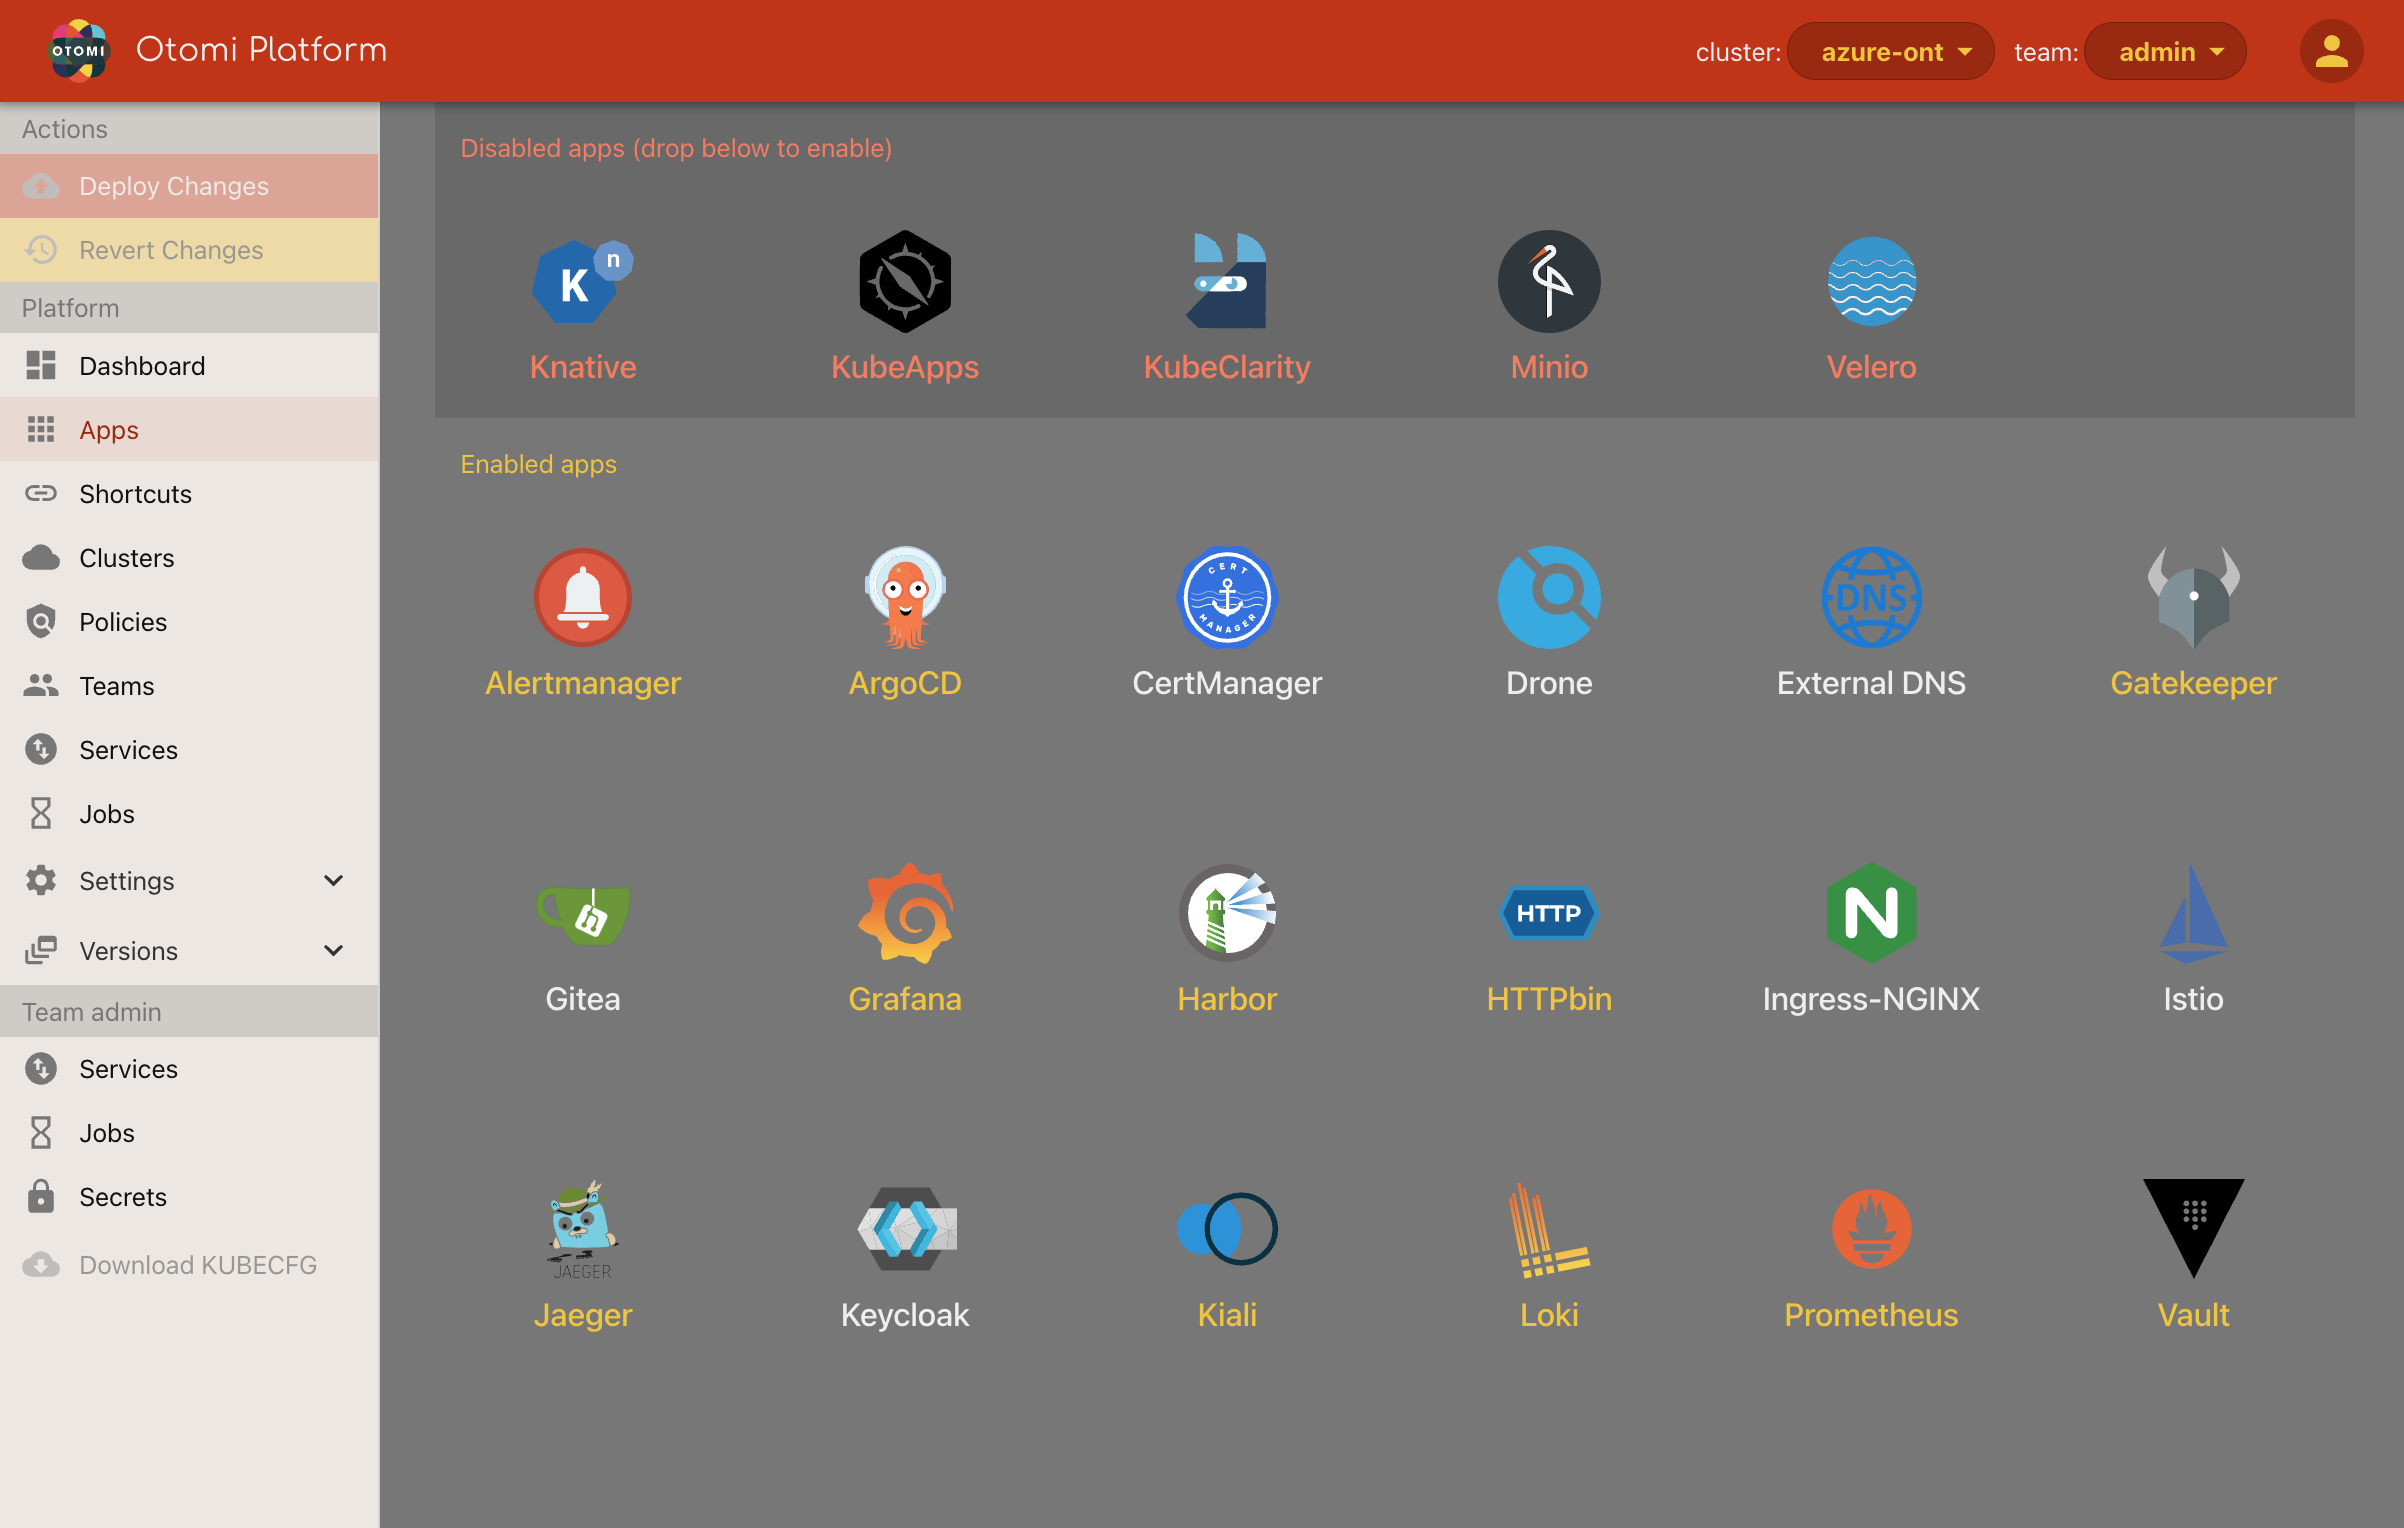 OTOMI Otomi Platform cluster: azure-ont team: admin
Actions
Deploy Changes
Revert Changes
Platform
Dashboard
Apps
Shortcuts
Clusters
Policies
Teams
Services
Jobs
Settings
Versions
Team admin
Services
Jobs
Secrets
Download KUBECFG
Disabled apps (drop below to enable)
K n
Knative KubeApps KubeClarity Minio Velero
Enabled apps
CERT MANAGER DNS
Alertmanager ArgoCD CertManager Drone External DNS Gatekeeper
HTTP N
Gitea Grafana Harbor HTTPbin Ingress-NGINX Istio
JAEGER
Jaeger Keycloak Kiali Loki Prometheus Vault